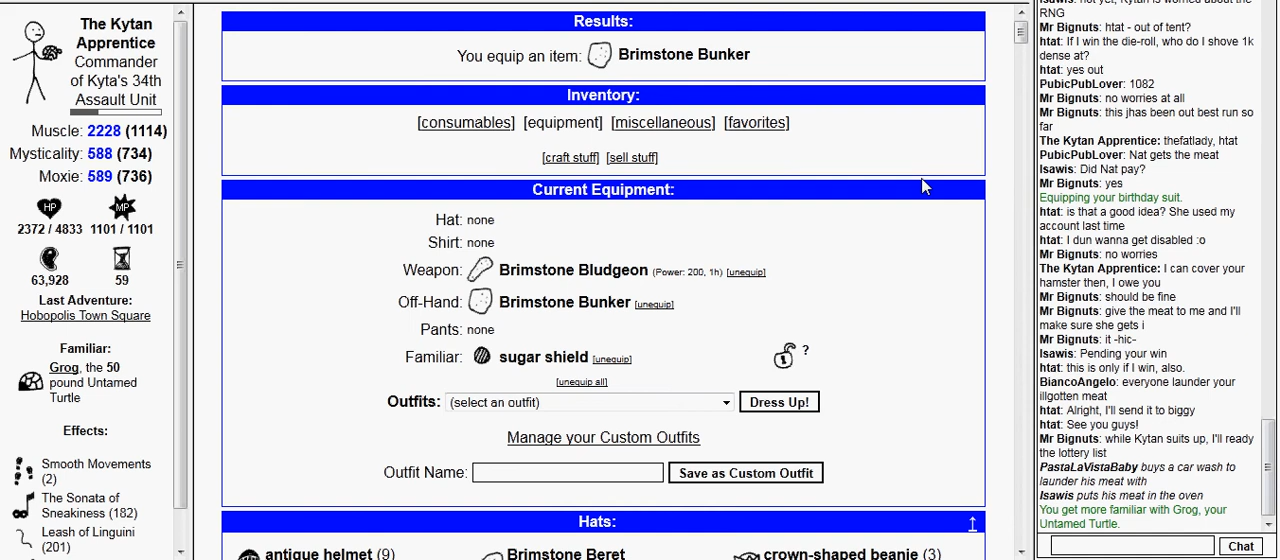 The Kytan
Apprentice
Commander
of Kyta's 34th
Assault Unit
Muscle: 2228 (1114)
Mysticality: 588 (734)
Moxie: 589 (736)
HP MP
2372 / 4833 1101 / 1101
63,928 59
Last Adventure:
Hobopolis Town Square
Familiar:
Grog, the 50
pound Untamed
Turtle
Effects:
Smooth Movements
(2)
The Sonata of
Sneakiness (182)
Leash of Linguini
(201)
Results:
You equip an item: Brimstone Bunker
Inventory:
[consumables] [equipment] [miscellaneous] [favorites]
[craft stuff] [sell stuff]
Current Equipment:
Hat: none
Shirt: none
Weapon: Brimstone Bludgeon (Power: 200, 1h) [unequip]
Off-Hand: Brimstone Bunker [unequip]
Pants: none
Familiar: sugar shield [unequip] ?
[unequip all]
Outfits: (select an outfit) Dress Up!
Manage your Custom Outfits
Outfit Name: Save as Custom Outfit
Hats: ↥
antique helmet (9) Brimstone Beret crown-shaped beanie (3)
Isawis: not yet, Kytan is worried about the
RNG
Mr Bignuts: htat - out of tent?
htat: If I win the die-roll, who do I shove 1k
dense at?
htat: yes out
PubicPubLover: 1082
Mr Bignuts: no worries at all
Mr Bignuts: this jhas been out best run so
far
The Kytan Apprentice: thefatlady, htat
PubicPubLover: Nat gets the meat
Isawis: Did Nat pay?
Mr Bignuts: yes
Equipping your birthday suit.
htat: is that a good idea? She used my
account last time
htat: I dun wanna get disabled :o
Mr Bignuts: no worries
The Kytan Apprentice: I can cover your
hamster then, I owe you
Mr Bignuts: should be fine
Mr Bignuts: give the meat to me and I'll
make sure she gets i
Mr Bignuts: it -hic-
Isawis: Pending your win
htat: this is only if I win, also.
BiancoAngelo: everyone launder your
illgotten meat
htat: Alright, I'll send it to biggy
htat: See you guys!
Mr Bignuts: while Kytan suits up, I'll ready
the lottery list
PastaLaVistaBaby buys a car wash to
launder his meat with
Isawis puts his meat in the oven
You get more familiar with Grog, your
Untamed Turtle.
Chat